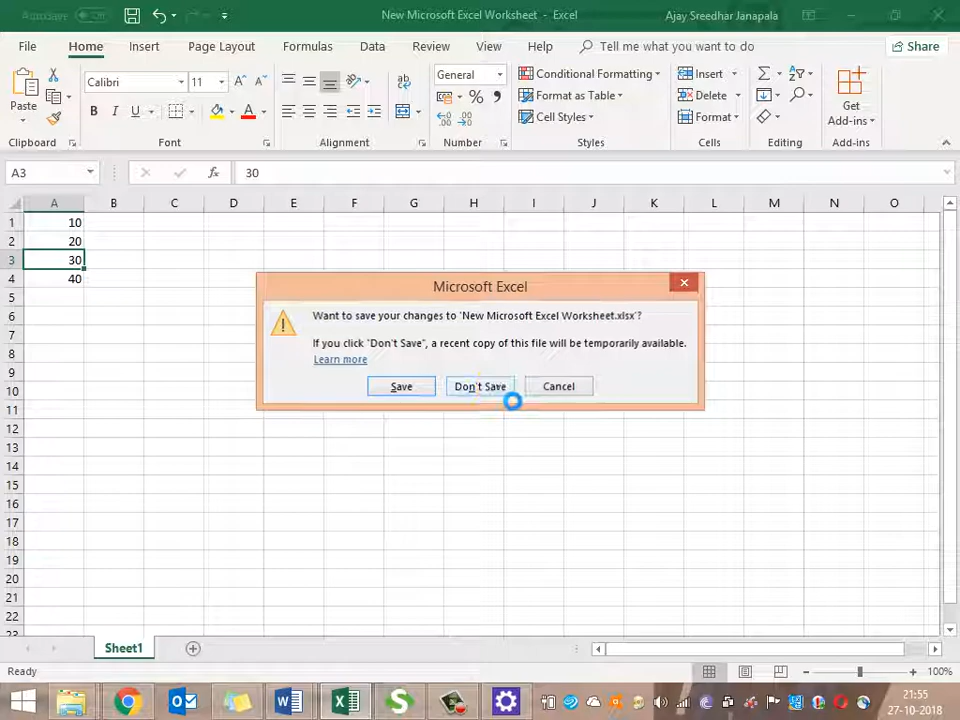 AutoSave Off
New Microsoft Excel Worksheet - Excel
Ajay Sreedhar Janapala
File Home Insert Page Layout Formulas Data Review View Help Tell me what you want to do Share
Paste
Calibri 11
B I U A
General
Conditional Formatting
Format as Table
Cell Styles
Insert
Delete
Format
Get
Add-ins
Clipboard Font Alignment Number Styles Cells Editing Add-ins
A3 fx 30
A B C D E F G H I J K L M N O
1 10
2 20
3 30
4 40
5
6
7
8
9
10
11
12
13
14
15
16
17
18
19
20
21
22
23
Microsoft Excel
Want to save your changes to 'New Microsoft Excel Worksheet.xlsx'?
If you click "Don't Save", a recent copy of this file will be temporarily available.
Learn more
Save Don't Save Cancel
Sheet1
Ready
100%
21:55
27-10-2018